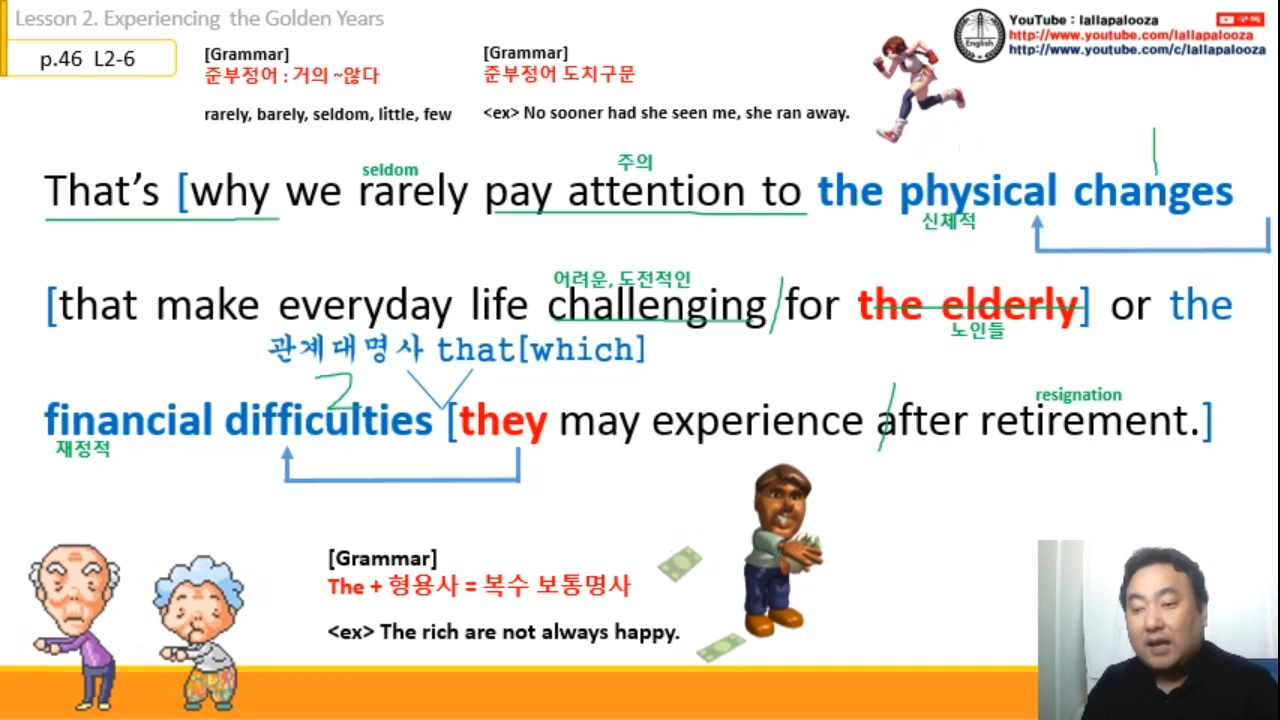 Lesson 2. Experiencing the Golden Years
p.46 L2-6
[Grammar]
준부정어 : 거의 ~않다
rarely, barely, seldom, little, few
[Grammar]
준부정어 도치구문
<ex> No sooner had she seen me, she ran away.
English
YouTube : lallapalooza
구독
http://www.youtube.com/lallapalooza
http://www.youtube.com/c/lallapalooza
seldom
주의
1
That's [why we rarely pay attention to the physical changes
신체적
어려운, 도전적인
[that make everyday life challenging / for the elderly] or the
노인들
관계대명사 that[which]
2
resignation
financial difficulties [they may experience / after retirement.]
재정적
[Grammar]
The + 형용사 = 복수 보통명사
<ex> The rich are not always happy.